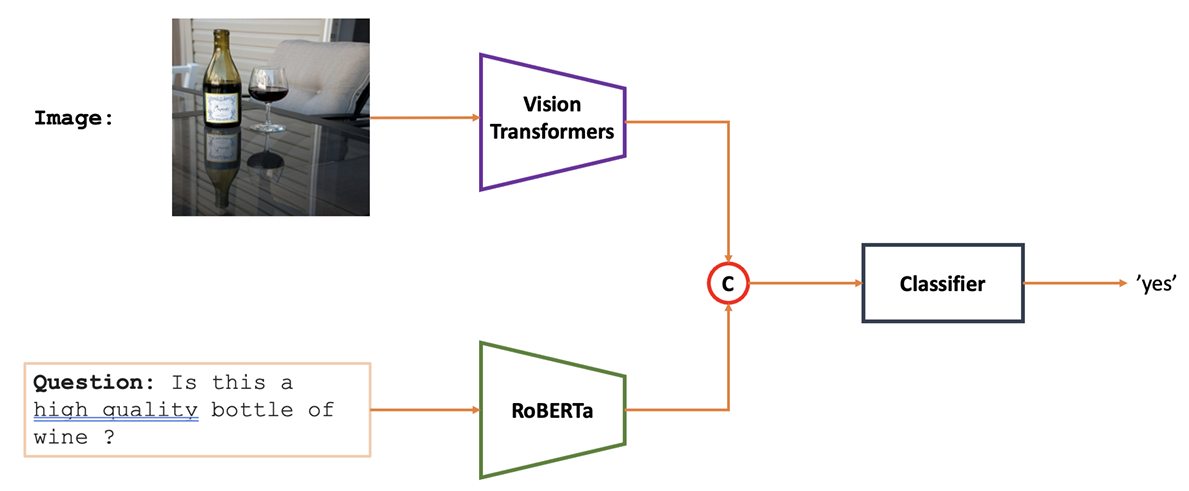 Image:
Vision
Transformers
C
Classifier
’yes’
Question: Is this a
high quality bottle of
wine ?
RoBERTa